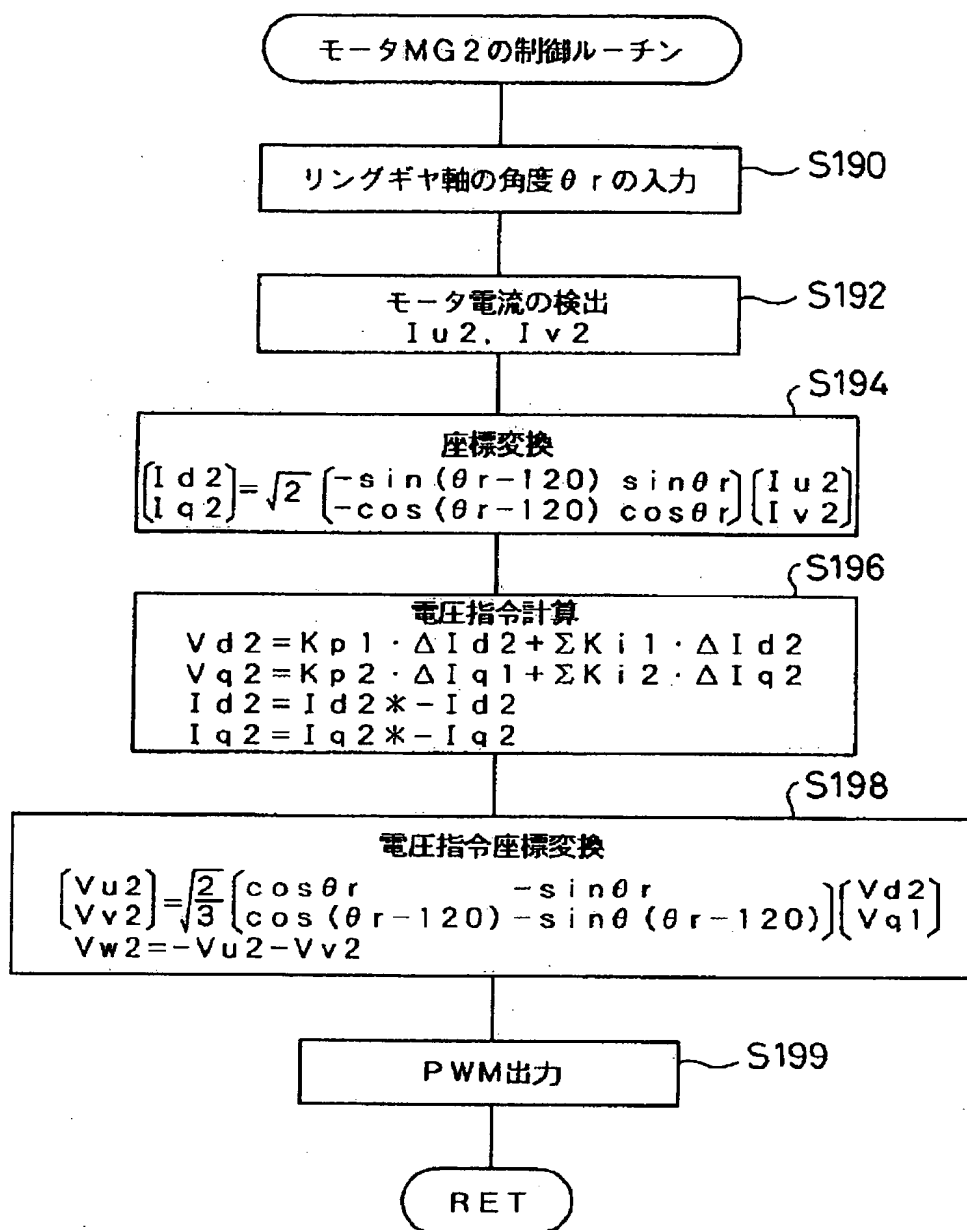 モータMG2の制御ルーチン
リングギヤ軸の角度θrの入力
S190
モータ電流の検出
Iu2, Iv2
S192
S194
座標変換
[Id2 Iq2]=√2 [-sin(θr-120) sinθr -cos(θr-120) cosθr][Iu2 Iv2]
S196
電圧指令計算
Vd2=Kp1・ΔId2+ΣKi1・ΔId2
Vq2=Kp2・ΔIq1+ΣKi2・ΔIq2
Id2=Id2*-Id2
Iq2=Iq2*-Iq2
S198
電圧指令座標変換
[Vu2 Vv2]=√2/3 [cosθr -sinθr cos(θr-120) -sinθ(θr-120)][Vd2 Vq1]
Vw2=-Vu2-Vv2
PWM出力
S199
RET